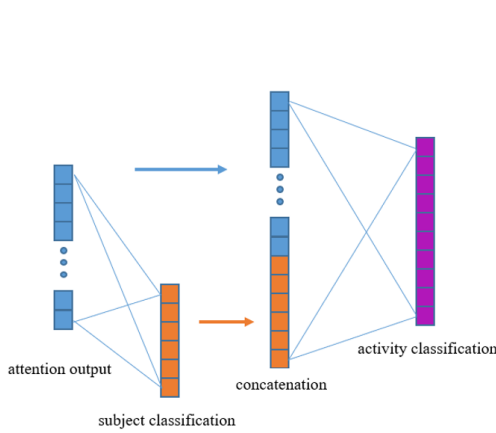 activity classification
attention output
concatenation
subject classification